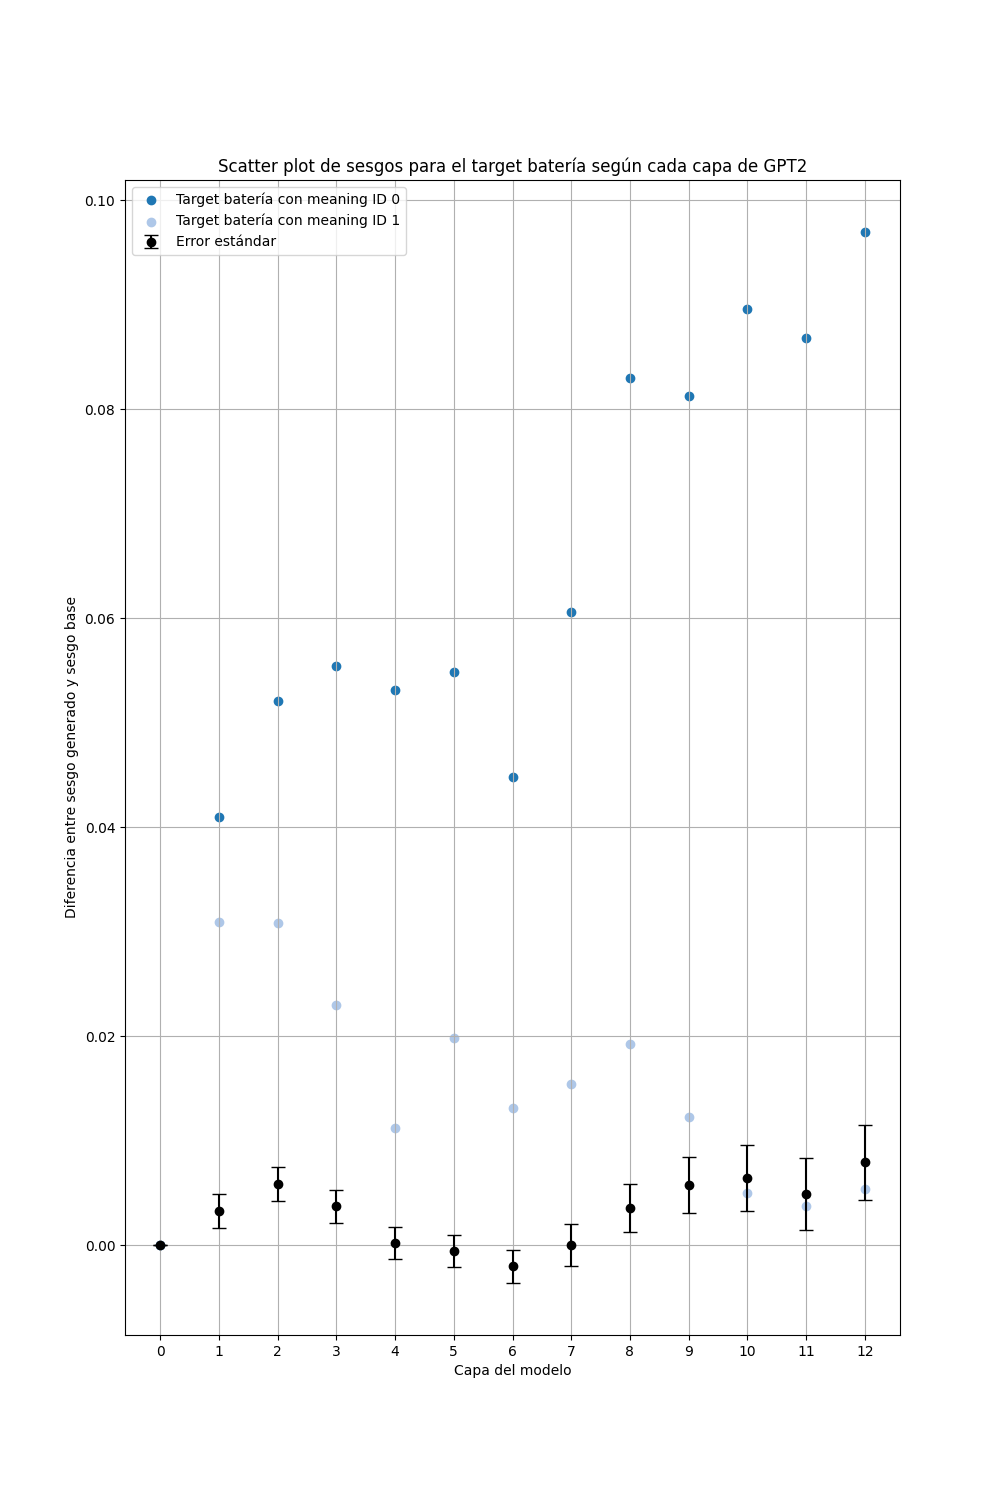 Scatter plot de sesgos para el target batería según cada capa de GPT2
Target batería con meaning ID 0
Target batería con meaning ID 1
Error estándar
0.10
0.08
0.06
0.04
0.02
0.00
Diferencia entre sesgo generado y sesgo base
0 1 2 3 4 5 6 7 8 9 10 11 12
Capa del modelo